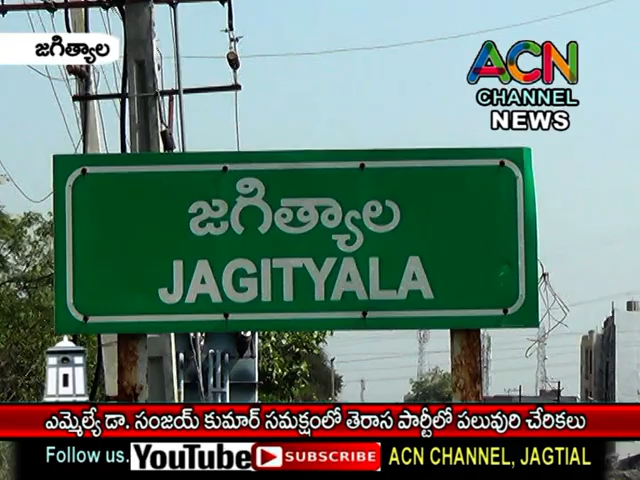 జగిత్యాల
ACN
CHANNEL
NEWS
జగిత్యాల
JAGITYALA
ఎమ్మెల్యే డా. సంజయ్ కుమార్ సమక్షంలో తెరాస పార్టీలో పలువురి చేరికలు
Follow us. YouTube SUBSCRIBE ACN CHANNEL, JAGTIAL